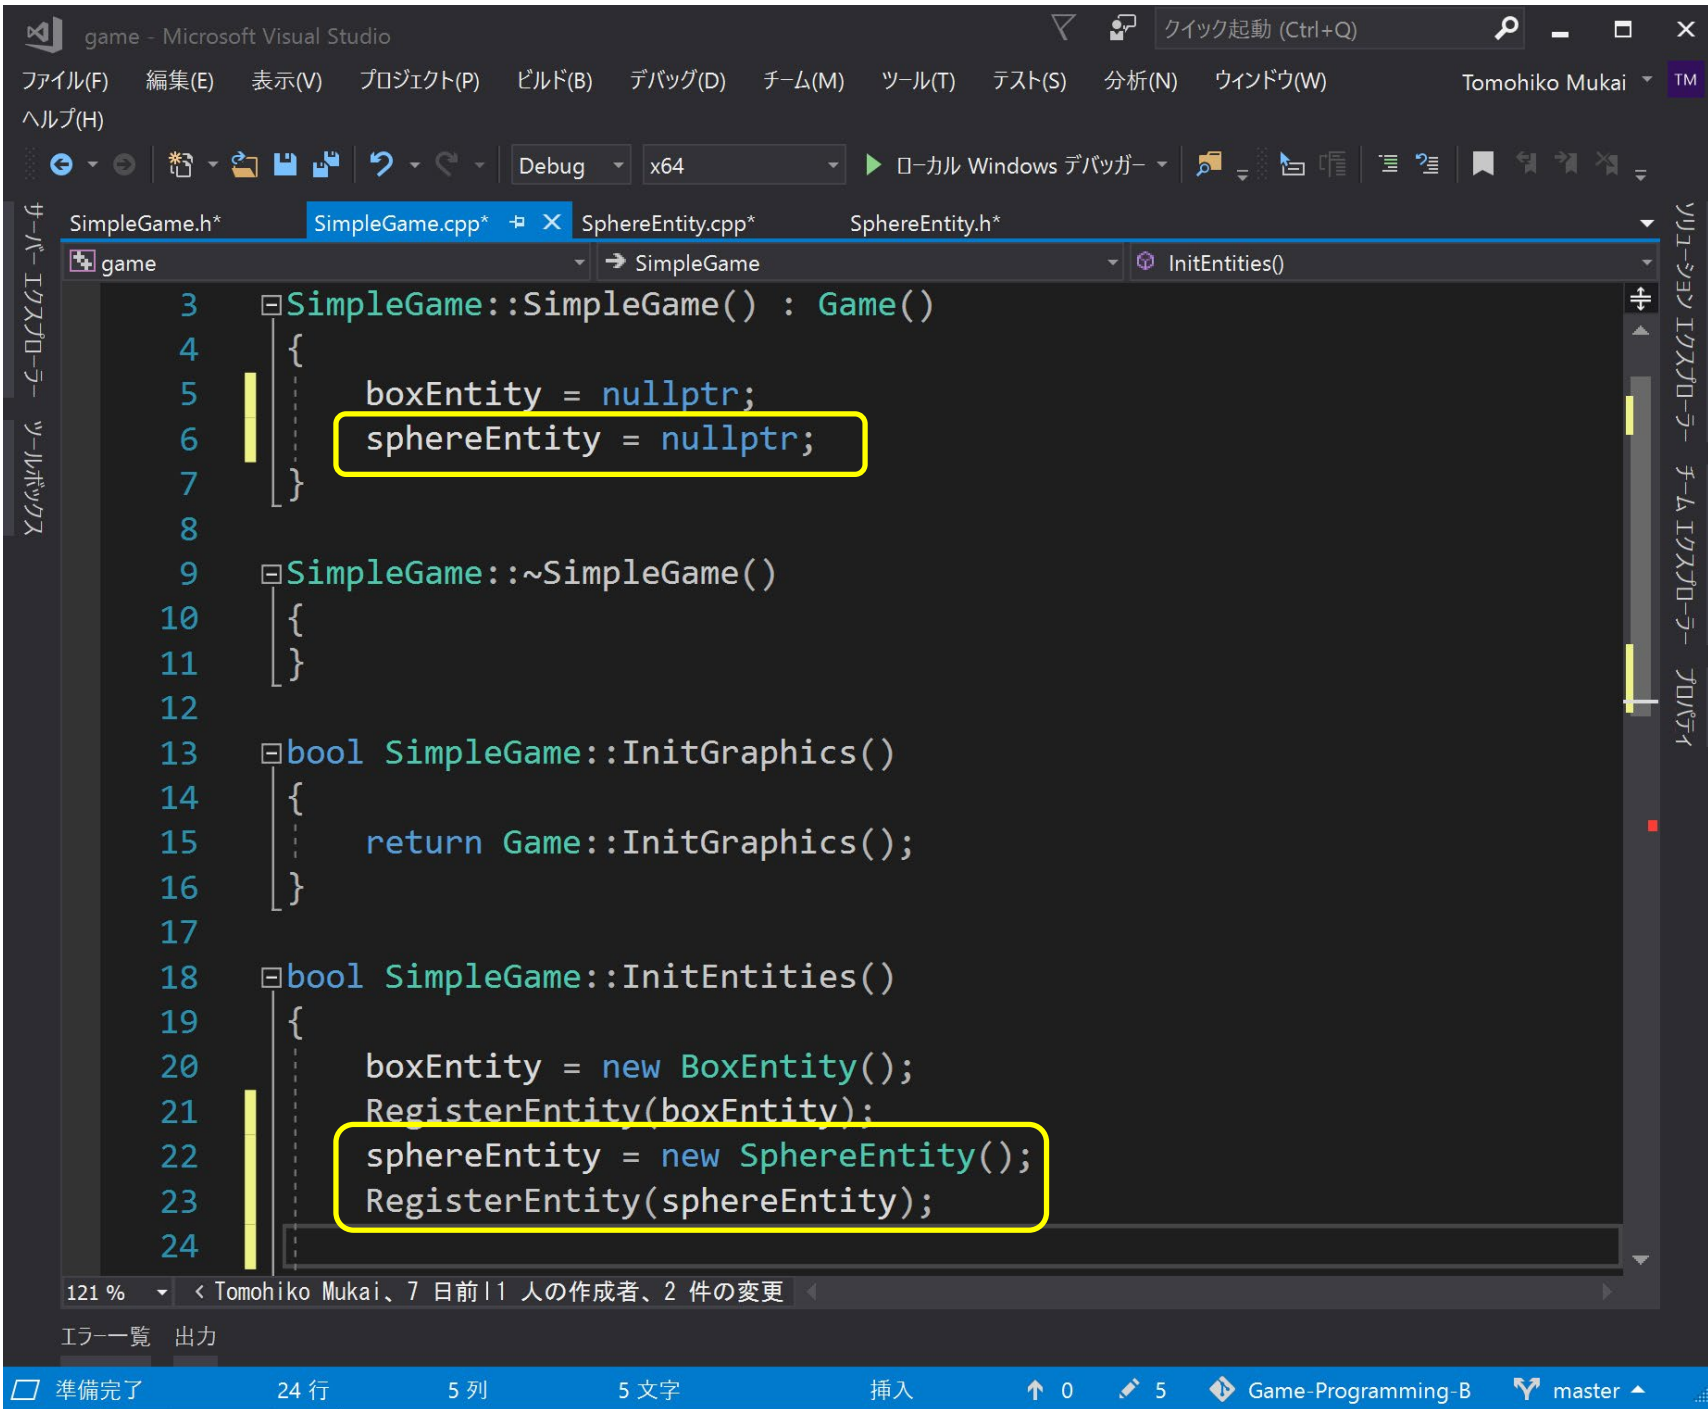 game - Microsoft Visual Studio
クイック起動 (Ctrl+Q)
ファイル(F) 編集(E) 表示(V) プロジェクト(P) ビルド(B) デバッグ(D) チーム(M) ツール(T) テスト(S) 分析(N) ウィンドウ(W) Tomohiko Mukai TM
ヘルプ(H)
Debug x64 ローカル Windows デバッガー
サーバー エクスプローラー
ツールボックス
SimpleGame.h* SimpleGame.cpp* SphereEntity.cpp* SphereEntity.h*
game SimpleGame InitEntities()
3 SimpleGame::SimpleGame() : Game()
4 {
5 boxEntity = nullptr;
6 sphereEntity = nullptr;
7 }
8
9 SimpleGame::~SimpleGame()
10 {
11 }
12
13 bool SimpleGame::InitGraphics()
14 {
15 return Game::InitGraphics();
16 }
17
18 bool SimpleGame::InitEntities()
19 {
20 boxEntity = new BoxEntity();
21 RegisterEntity(boxEntity);
22 sphereEntity = new SphereEntity();
23 RegisterEntity(sphereEntity);
24
ソリューション エクスプローラー
チーム エクスプローラー
プロパティ
121 % < Tomohiko Mukai、7 日前|1 人の作成者、2 件の変更
エラー一覧 出力
準備完了 24 行 5 列 5 文字 挿入 0 5 Game-Programming-B master